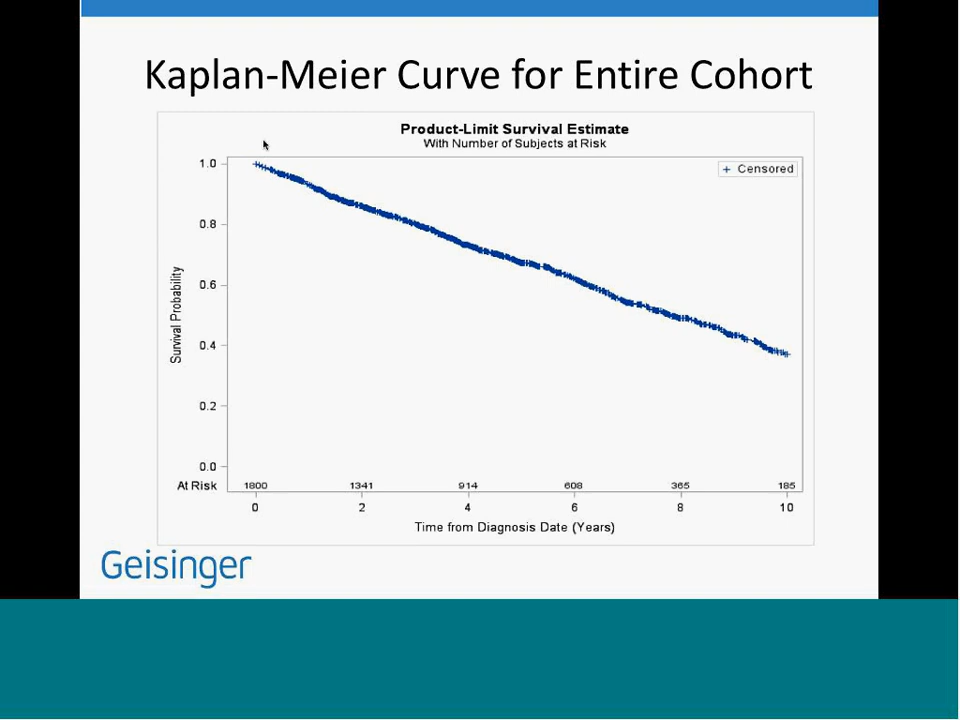 Kaplan-Meier Curve for Entire Cohort
Product-Limit Survival Estimate
With Number of Subjects at Risk
+ Censored
1.0
0.8
0.6
0.4
0.2
0.0
Survival Probability
At Risk 1800 1341 914 608 365 185
0 2 4 6 8 10
Time from Diagnosis Date (Years)
Geisinger